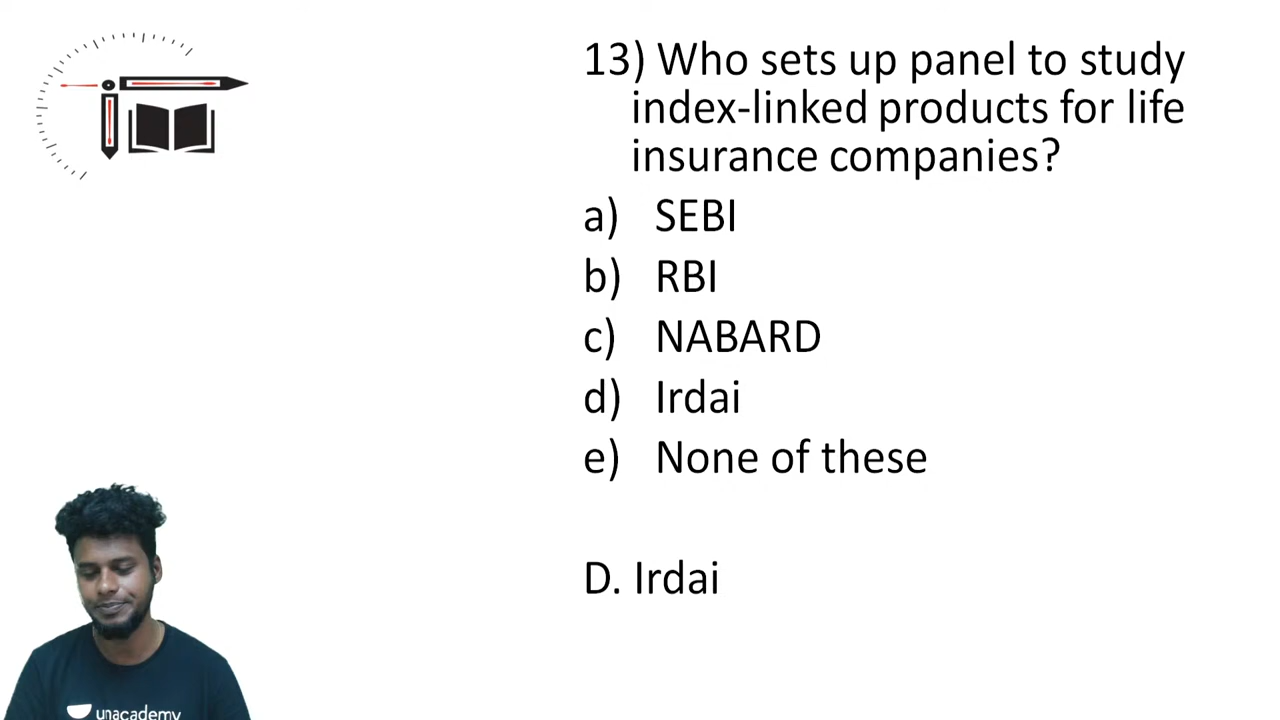 13) Who sets up panel to study
index-linked products for life
insurance companies?
a) SEBI
b) RBI
c) NABARD
d) Irdai
e) None of these
D. Irdai
unacademy